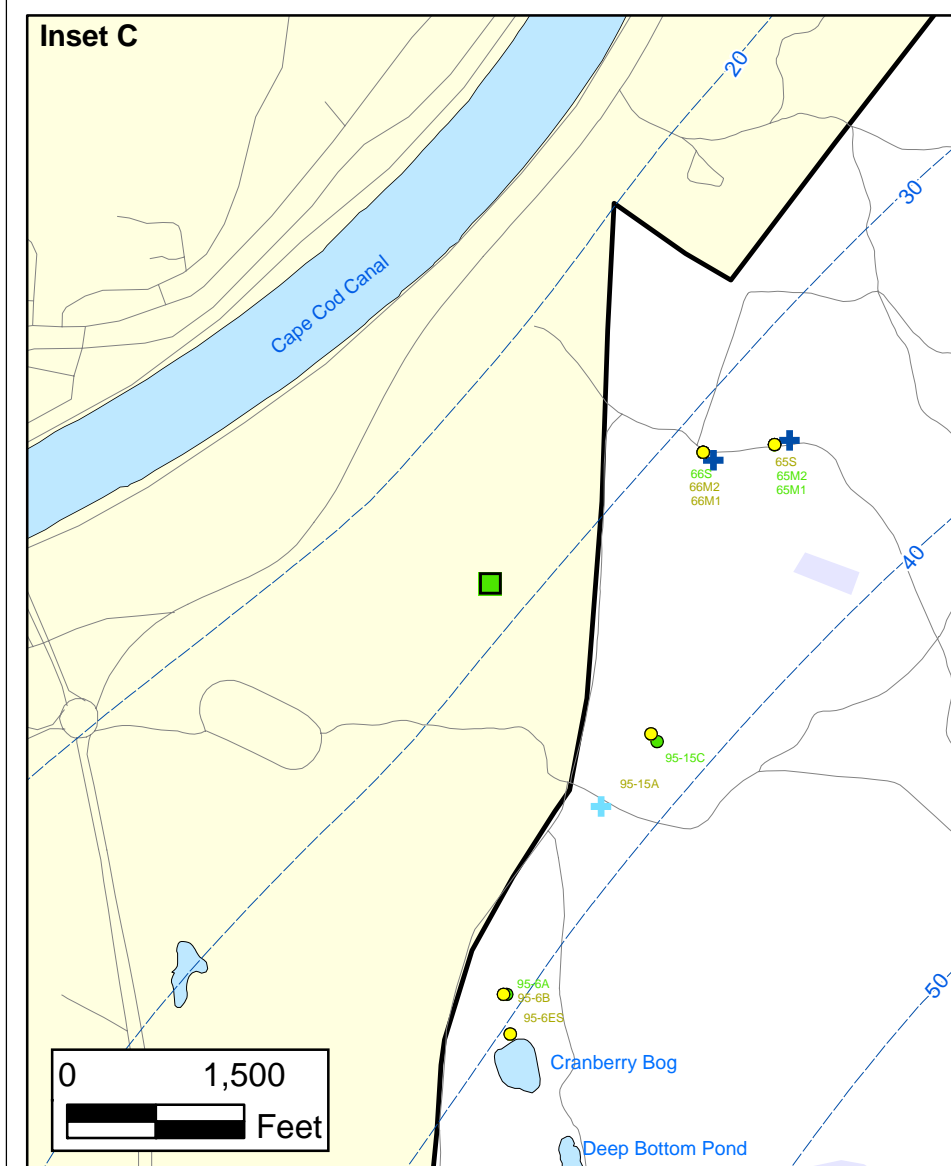 Inset C
20
30
Cape Cod Canal
66S
66M2
66M1
65S
65M2
65M1
40
95-15C
95-15A
50
95-6A
95-6B
95-6ES
Cranberry Bog
0 1,500
Feet
Deep Bottom Pond